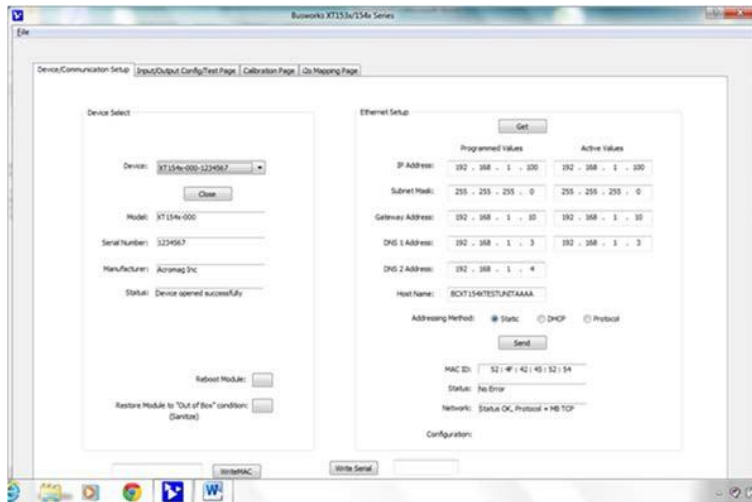 Busworks XT153x/154x Series
File
Device/Communication Setup Input/Output Config/Test Page Calibration Page i2o Mapping Page
Device Select
Device: XT154x-000-1234567
Close
Model: XT154x-000
Serial Number: 1234567
Manufacturer: Acromag Inc
Status: Device opened successfully
Reboot Module:
Restore Module to "Out of Box" condition:
(Sanitize)
WriteMAC
Ethernet Setup
Get
Programmed Values Active Values
IP Address: 192 . 168 . 1 . 100 192 . 168 . 1 . 100
Subnet Mask: 255 . 255 . 255 . 0 255 . 255 . 255 . 0
Gateway Address: 192 . 168 . 1 . 10 192 . 168 . 1 . 10
DNS 1 Address: 192 . 168 . 1 . 3 192 . 168 . 1 . 3
DNS 2 Address: 192 . 168 . 1 . 4
Host Name: BCXT154XTESTUNITAAAA
Addressing Method: Static DHCP Protocol
Send
MAC ID: 52 : 4F : 42 : 45 : 52 : 54
Status: No Error
Network: Status OK, Protocol = MB TCP
Configuration:
Write Serial